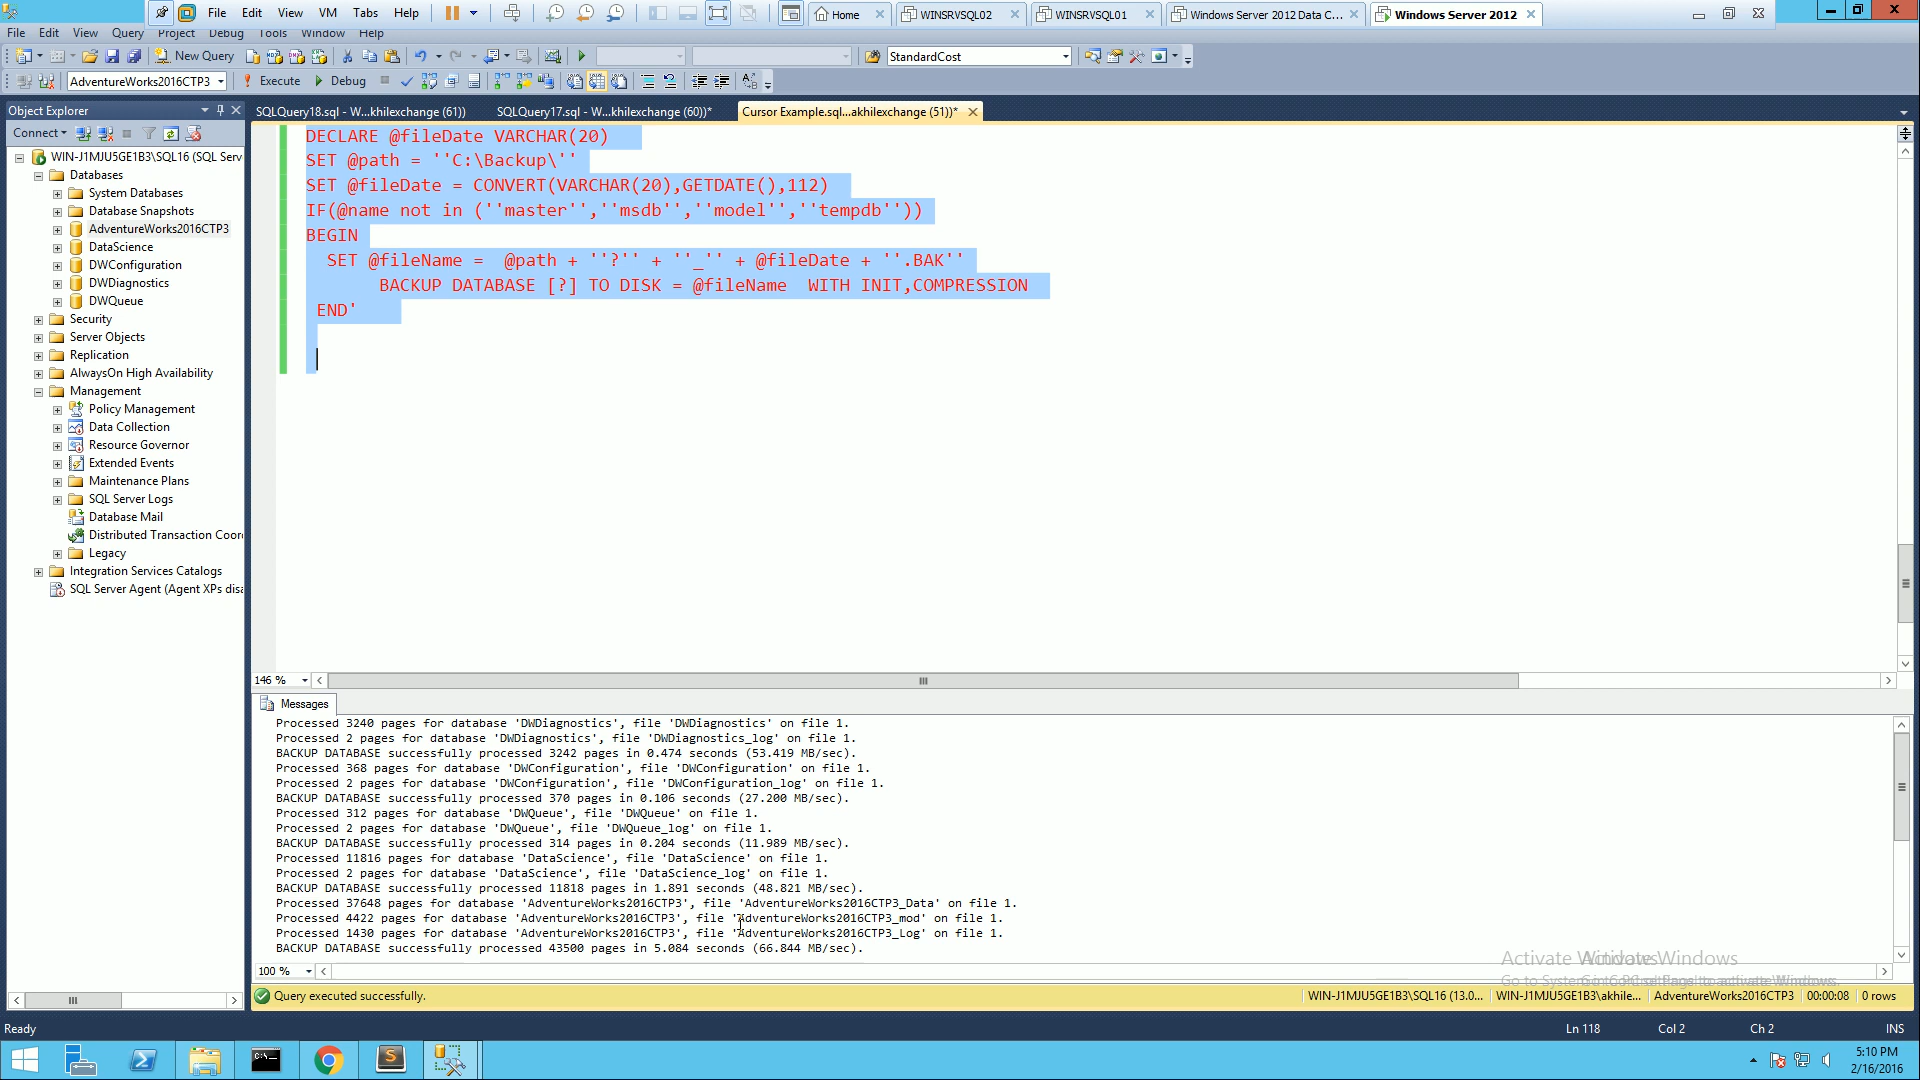 File Edit View VM Tabs Help
Home WINSRVSQL02 WINSRVSQL01 Windows Server 2012 Data C... Windows Server 2012
File Edit View Query Project Debug Tools Window Help
New Query StandardCost
AdventureWorks2016CTP3 Execute Debug
Object Explorer
SQLQuery18.sql - W...khilexchange (61)) SQLQuery17.sql - W...khilexchange (60))* Cursor Example.sql...akhilexchange (51))*
Connect
WIN-J1MJU5GE1B3\SQL16 (SQL Serv
Databases
System Databases
Database Snapshots
AdventureWorks2016CTP3
DataScience
DWConfiguration
DWDiagnostics
DWQueue
Security
Server Objects
Replication
AlwaysOn High Availability
Management
Policy Management
Data Collection
Resource Governor
Extended Events
Maintenance Plans
SQL Server Logs
Database Mail
Distributed Transaction Coor
Legacy
Integration Services Catalogs
SQL Server Agent (Agent XPs disa
DECLARE @fileDate VARCHAR(20)
SET @path = ''C:\Backup\''
SET @fileDate = CONVERT(VARCHAR(20),GETDATE(),112)
IF(@name not in (''master'',''msdb'',''model'',''tempdb''))
BEGIN
SET @fileName = @path + ''?'' + ''_'' + @fileDate + ''.BAK''
BACKUP DATABASE [?] TO DISK = @fileName WITH INIT,COMPRESSION
END'
146 %
Messages
Processed 3240 pages for database 'DWDiagnostics', file 'DWDiagnostics' on file 1.
Processed 2 pages for database 'DWDiagnostics', file 'DWDiagnostics_log' on file 1.
BACKUP DATABASE successfully processed 3242 pages in 0.474 seconds (53.419 MB/sec).
Processed 368 pages for database 'DWConfiguration', file 'DWConfiguration' on file 1.
Processed 2 pages for database 'DWConfiguration', file 'DWConfiguration_log' on file 1.
BACKUP DATABASE successfully processed 370 pages in 0.106 seconds (27.200 MB/sec).
Processed 312 pages for database 'DWQueue', file 'DWQueue' on file 1.
Processed 2 pages for database 'DWQueue', file 'DWQueue_log' on file 1.
BACKUP DATABASE successfully processed 314 pages in 0.204 seconds (11.989 MB/sec).
Processed 11816 pages for database 'DataScience', file 'DataScience' on file 1.
Processed 2 pages for database 'DataScience', file 'DataScience_log' on file 1.
BACKUP DATABASE successfully processed 11818 pages in 1.891 seconds (48.821 MB/sec).
Processed 37648 pages for database 'AdventureWorks2016CTP3', file 'AdventureWorks2016CTP3_Data' on file 1.
Processed 4422 pages for database 'AdventureWorks2016CTP3', file 'AdventureWorks2016CTP3_mod' on file 1.
Processed 1430 pages for database 'AdventureWorks2016CTP3', file 'AdventureWorks2016CTP3_Log' on file 1.
BACKUP DATABASE successfully processed 43500 pages in 5.084 seconds (66.844 MB/sec).
Activate Windows
100 %
Query executed successfully. WIN-J1MJU5GE1B3\SQL16 (13.0... WIN-J1MJU5GE1B3\akhile... AdventureWorks2016CTP3 00:00:08 0 rows
Ready Ln 118 Col 2 Ch 2 INS
5:10 PM
2/16/2016